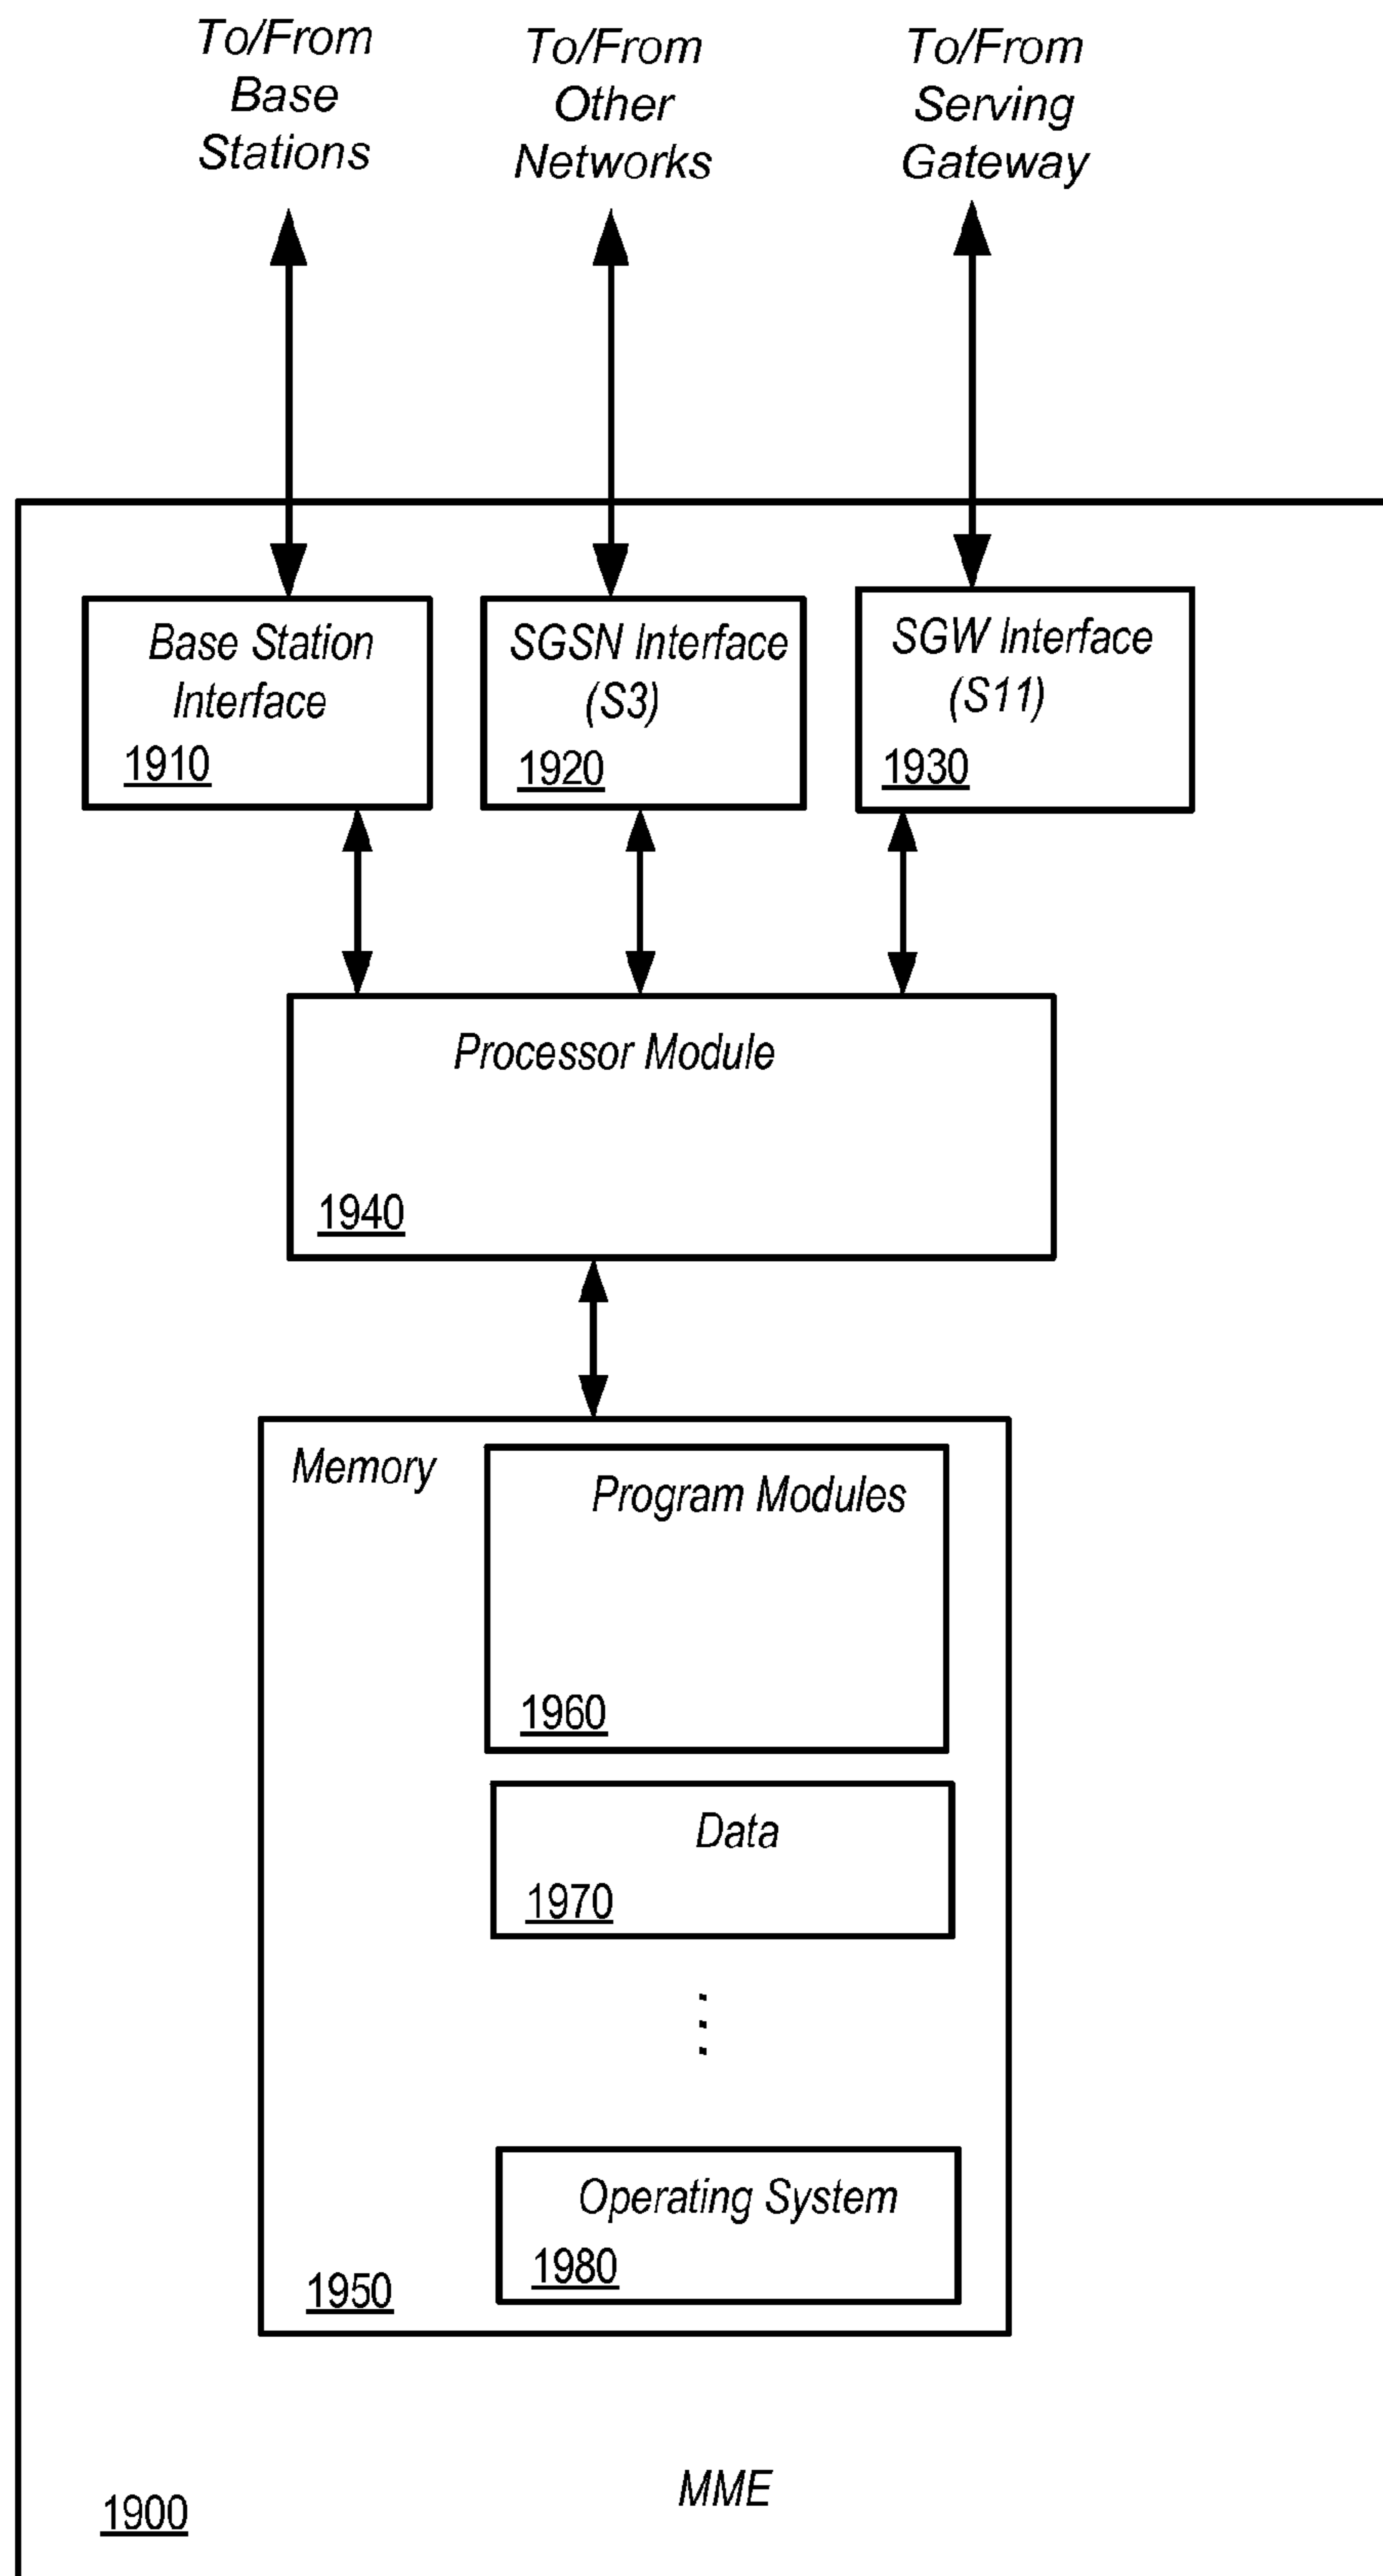 To/From
Base
Stations
To/From
Other
Networks
To/From
Serving
Gateway
Base Station
Interface
1910
SGSN Interface
(S3)
1920
SGW Interface
(S11)
1930
Processor Module
1940
Memory
Program Modules
1960
Data
1970
⋮
Operating System
1980
1950
MME
1900